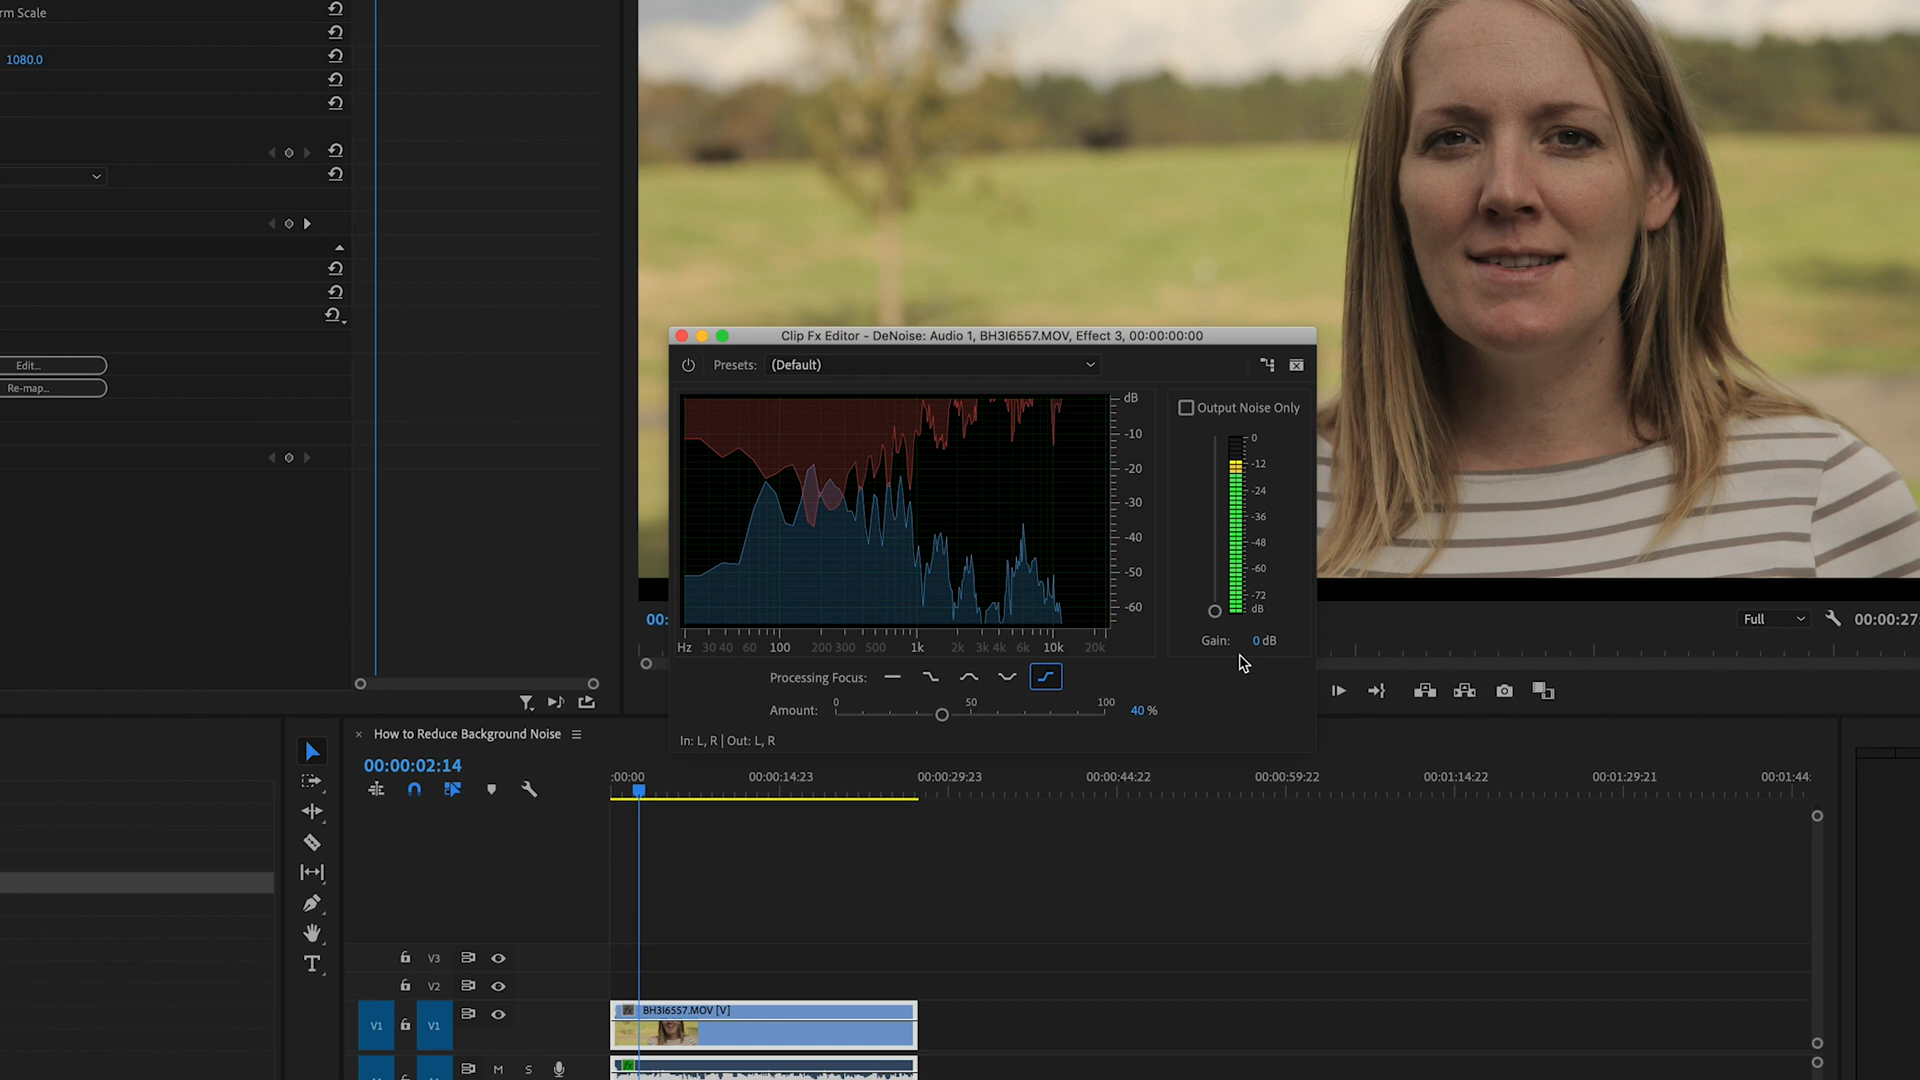 rm Scale
1080.0
Edit...
Re-map...
Clip Fx Editor - DeNoise: Audio 1, BH3I6557.MOV, Effect 3, 00:00:00:00
Presets: (Default)
dB
-10
-20
-30
-40
-50
-60
Hz 30 40 60 100 200 300 500 1k 2k 3k 4k 6k 10k 20k
Output Noise Only
0
-12
-24
-36
-48
-60
-72
dB
Gain: 0 dB
Processing Focus:
Amount: 0 50 100 40 %
In: L, R | Out: L, R
00:
Full
00:00:27:
× How to Reduce Background Noise
00:00:02:14
:00:00 00:00:14:23 00:00:29:23 00:00:44:22 00:00:59:22 00:01:14:22 00:01:29:21 00:01:44:
V3
V2
V1 V1
fx BH3I6557.MOV [V]
M S
fx